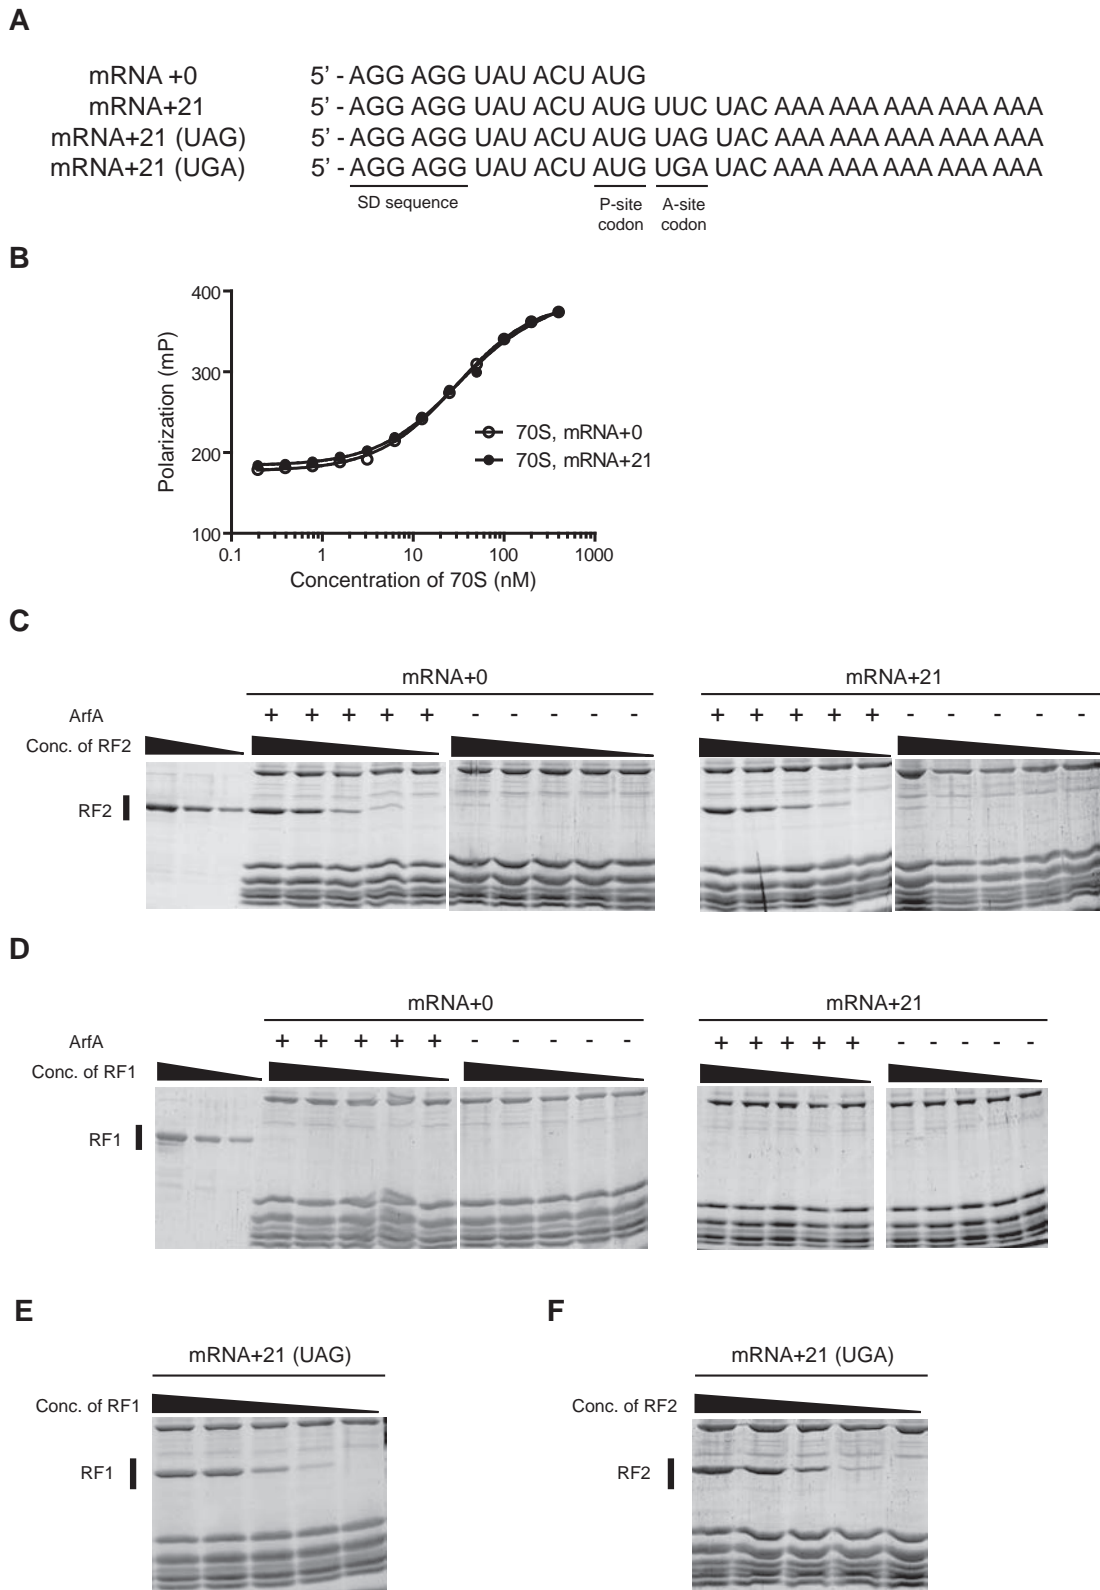 A
mRNA +0 5' - AGG AGG UAU ACU AUG
mRNA+21 5' - AGG AGG UAU ACU AUG UUC UAC AAA AAA AAA AAA AAA
mRNA+21 (UAG) 5' - AGG AGG UAU ACU AUG UAG UAC AAA AAA AAA AAA AAA
mRNA+21 (UGA) 5' - AGG AGG UAU ACU AUG UGA UAC AAA AAA AAA AAA AAA
SD sequence P-site A-site
codon codon
B
400
300
200
100
Polarization (mP)
70S, mRNA+0
70S, mRNA+21
0.1 1 10 100 1000
Concentration of 70S (nM)
C
mRNA+0 mRNA+21
ArfA + + + + + - - - - - + + + + + - - - - -
Conc. of RF2
RF2
D
mRNA+0 mRNA+21
ArfA + + + + + - - - - - + + + + + - - - - -
Conc. of RF1
RF1
E
mRNA+21 (UAG)
Conc. of RF1
RF1
F
mRNA+21 (UGA)
Conc. of RF2
RF2